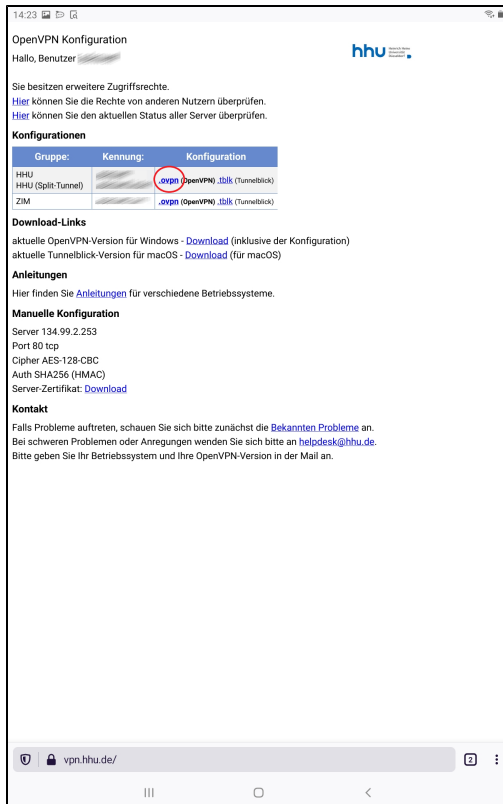 14:23
OpenVPN Konfiguration
hhu
Hallo, Benutzer
Sie besitzen erweitere Zugriffsrechte.
Hier können Sie die Rechte von anderen Nutzern überprüfen.
Hier können Sie den aktuellen Status aller Server überprüfen.
Konfigurationen
Gruppe: Kennung: Konfiguration
HHU
HHU (Split-Tunnel)
.ovpn (OpenVPN) .tblk (Tunnelblick)
ZIM .ovpn (OpenVPN) .tblk (Tunnelblick)
Download-Links
aktuelle OpenVPN-Version für Windows - Download (inklusive der Konfiguration)
aktuelle Tunnelblick-Version für macOS - Download (für macOS)
Anleitungen
Hier finden Sie Anleitungen für verschiedene Betriebssysteme.
Manuelle Konfiguration
Server 134.99.2.253
Port 80 tcp
Cipher AES-128-CBC
Auth SHA256 (HMAC)
Server-Zertifikat: Download
Kontakt
Falls Probleme auftreten, schauen Sie sich bitte zunächst die Bekannten Probleme an.
Bei schweren Problemen oder Anregungen wenden Sie sich bitte an helpdesk@hhu.de.
Bitte geben Sie Ihr Betriebssystem und Ihre OpenVPN-Version in der Mail an.
vpn.hhu.de/
2